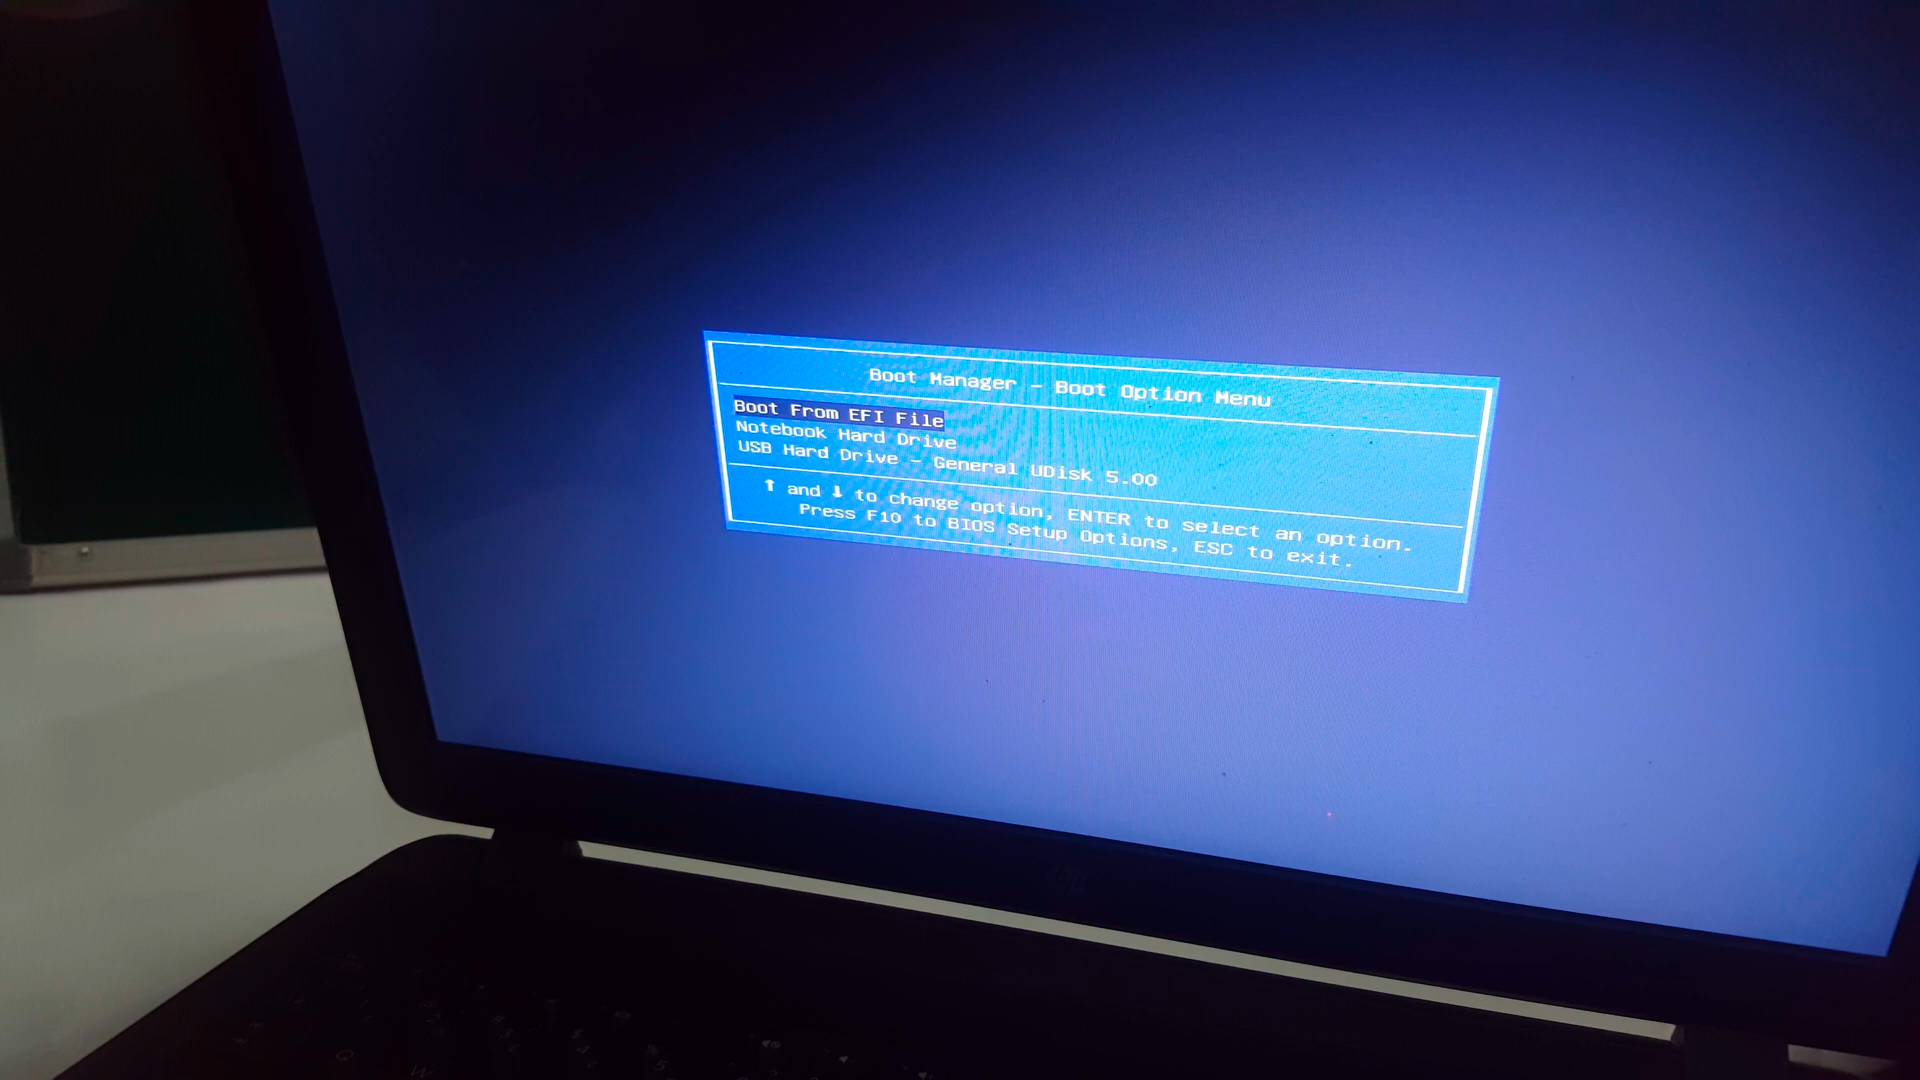 Boot Manager - Boot Option Menu
Boot From EFI File
Notebook Hard Drive
USB Hard Drive - General UDisk 5.00
↑ and ↓ to change option, ENTER to select an option.
Press F10 to BIOS Setup Options, ESC to exit.
hp
Q
W